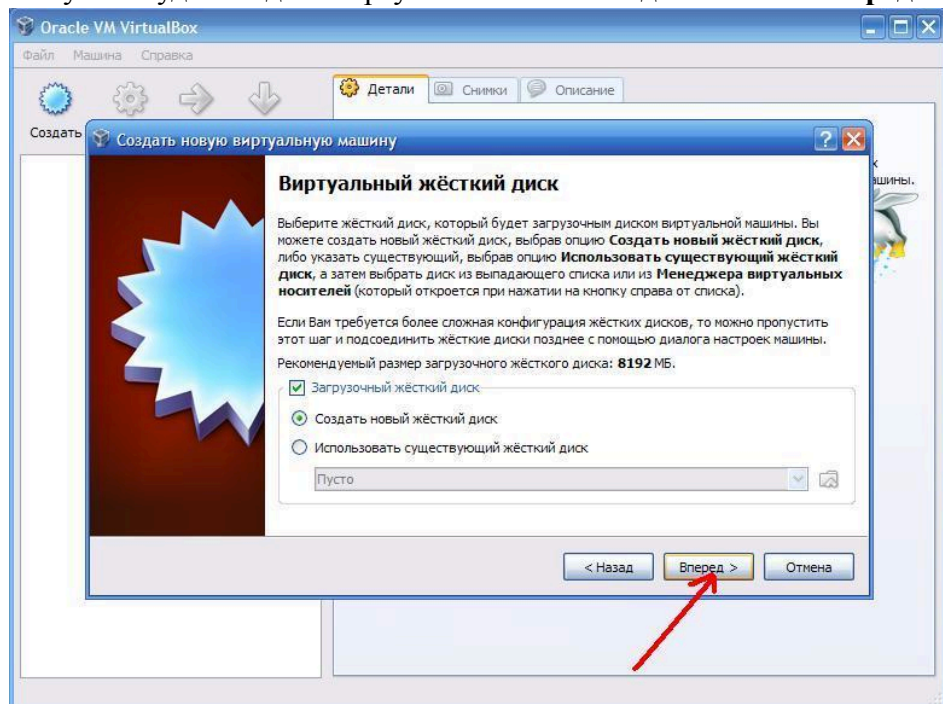 Oracle VM VirtualBox
Файл Машина Справка
Создать
Детали Снимки Описание
Создать новую виртуальную машину
ашины.
Виртуальный жёсткий диск
Выберите жёсткий диск, который будет загрузочным диском виртуальной машины. Вы
можете создать новый жёсткий диск, выбрав опцию Создать новый жёсткий диск,
либо указать существующий, выбрав опцию Использовать существующий жёсткий
диск, а затем выбрать диск из выпадающего списка или из Менеджера виртуальных
носителей (который откроется при нажатии на кнопку справа от списка).
Если Вам требуется более сложная конфигурация жёстких дисков, то можно пропустить
этот шаг и подсоединить жёсткие диски позднее с помощью диалога настроек машины.
Рекомендуемый размер загрузочного жёсткого диска: 8192 МБ.
Загрузочный жёсткий диск
Создать новый жёсткий диск
Использовать существующий жёсткий диск
Пусто
< Назад Вперед > Отмена